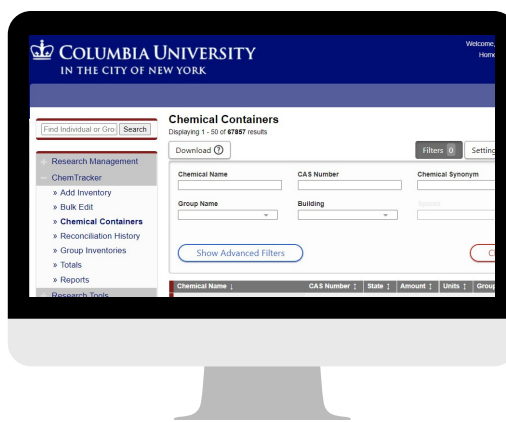 COLUMBIA UNIVERSITY
IN THE CITY OF NEW YORK
Welcome,
Home
Find Individual or Gro Search
Chemical Containers
Displaying 1 - 50 of 67857 results
Download ?
Filters 0 Setting
Research Management
ChemTracker
» Add Inventory
» Bulk Edit
» Chemical Containers
» Reconciliation History
» Group Inventories
» Totals
» Reports
Research Tools
Chemical Name CAS Number Chemical Synonym
Group Name Building
Show Advanced Filters
Chemical Name ↓ CAS Number ↕ State ↕ Amount ↕ Units ↕ Group